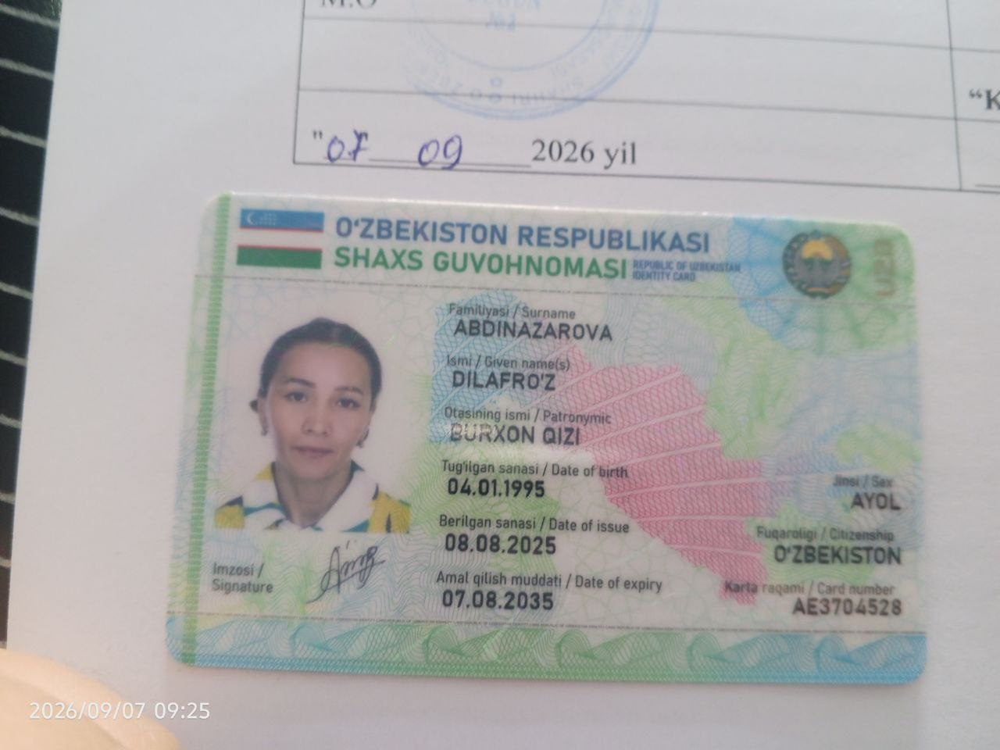 M.O
"07" 09 2026 yil
“K
O‘ZBEKISTON RESPUBLIKASI
SHAXS GUVOHNOMASI
REPUBLIC OF UZBEKISTAN
IDENTITY CARD
UZB
Familiyasi / Surname
ABDINAZAROVA
Ismi / Given name(s)
DILAFRO‘Z
Otasining ismi / Patronymic
BURXON QIZI
Tug‘ilgan sanasi / Date of birth
04.01.1995
Jinsi / Sex
AYOL
Berilgan sanasi / Date of issue
08.08.2025
Fuqaroligi / Citizenship
O‘ZBEKISTON
Imzosi /
Signature
Amal qilish muddati / Date of expiry
07.08.2035
Karta raqami / Card number
AE3704528
2026/09/07 09:25